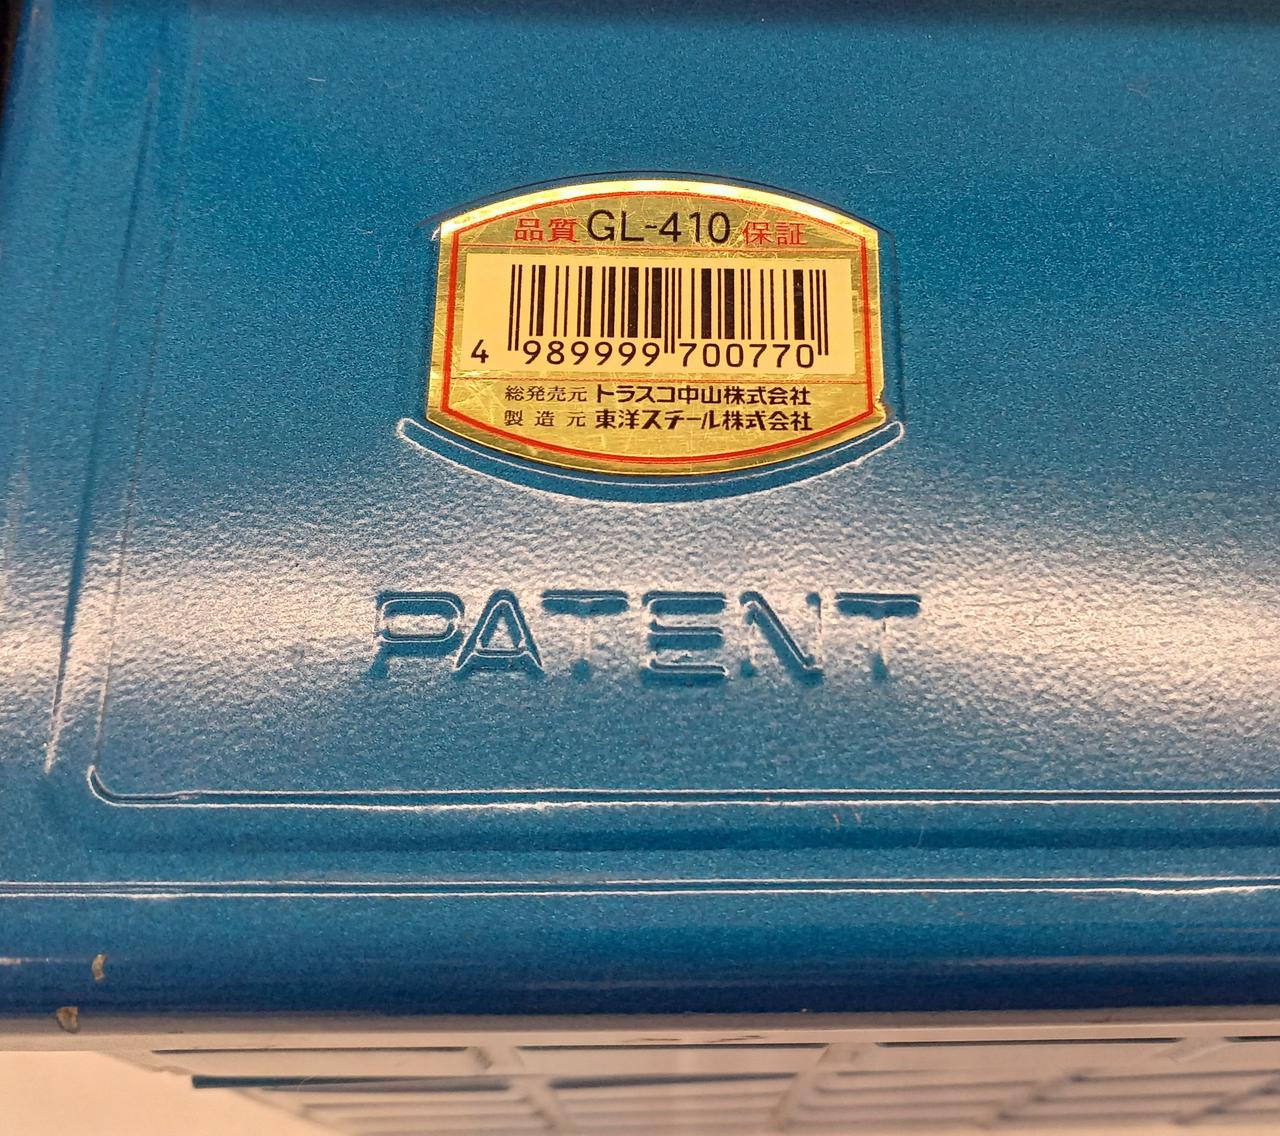 品質 GL-410 保証
4 989999 700770
総発売元 トラスコ中山株式会社
製造元 東洋スチール株式会社
PATENT